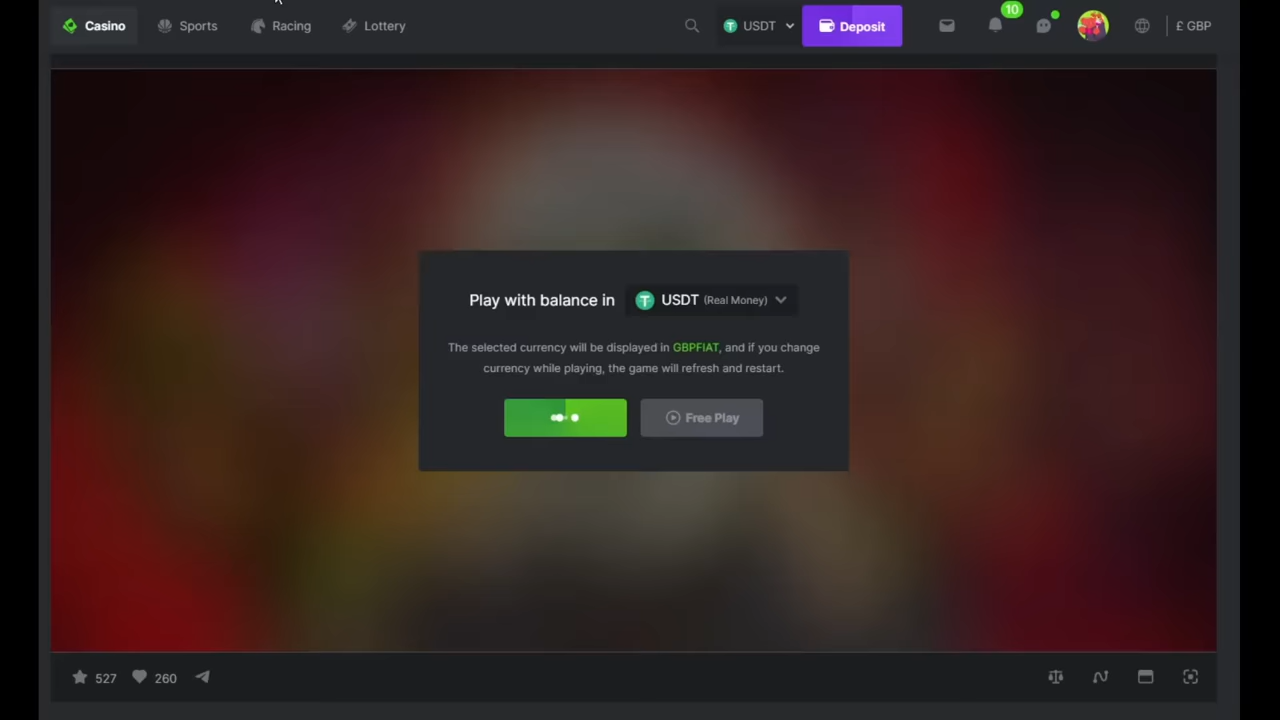 Casino Sports Racing Lottery USDT Deposit 10 £ GBP
Play with balance in USDT (Real Money)
The selected currency will be displayed in GBPFIAT, and if you change
currency while playing, the game will refresh and restart.
Free Play
527 260